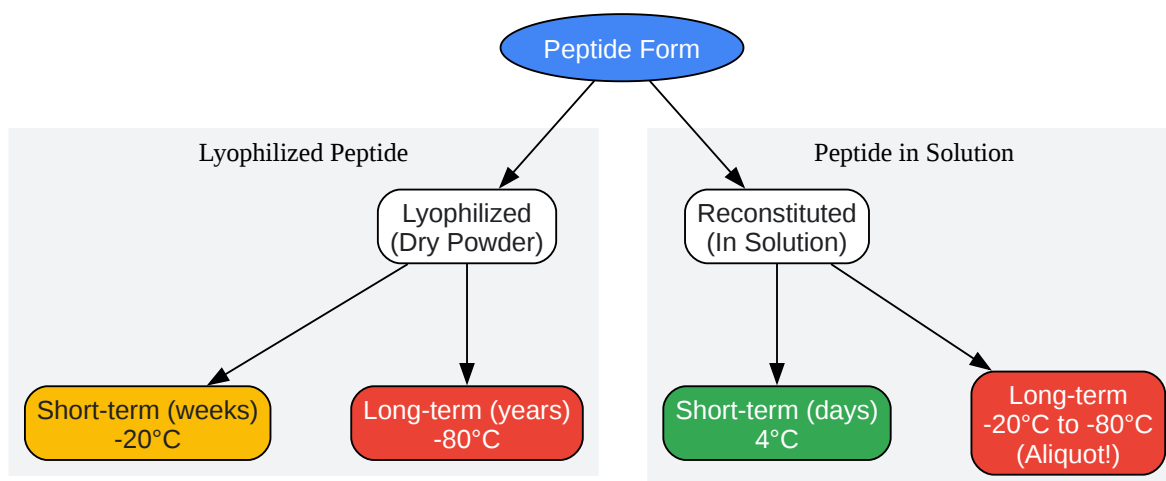 Peptide Form
Lyophilized Peptide
Peptide in Solution
Lyophilized
(Dry Powder)
Reconstituted
(In Solution)
Short-term (weeks)
-20°C
Long-term (years)
-80°C
Short-term (days)
4°C
Long-term
-20°C to -80°C
(Aliquot!)